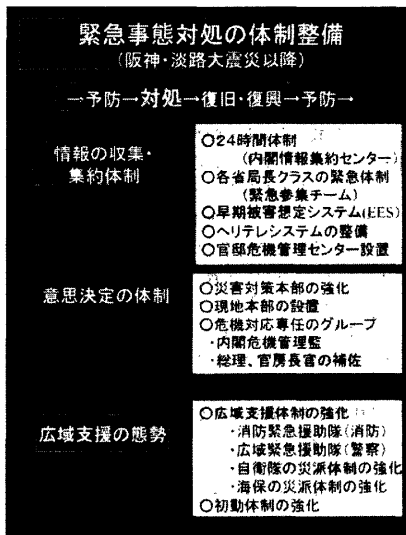 緊急事態対処の体制整備
(阪神・淡路大震災以降)
→予防→対処→復旧・復興→予防→
情報の収集・
集約体制
○24時間体制
(内閣情報集約センター)
○各省局長クラスの緊急体制
(緊急参集チーム)
○早期被害想定システム(EES)
○ヘリテレシステムの整備
○官邸危機管理センター設置
意思決定の体制
○災害対策本部の強化
○現地本部の設置
○危機対応専任のグループ
・内閣危機管理監
・総理、官房長官の補佐
広域支援の態勢
○広域支援体制の強化
・消防緊急援助隊(消防)
・広域緊急援助隊(警察)
・自衛隊の災派体制の強化
・海保の災派体制の強化
○初動体制の強化